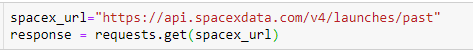 spacex_url="https://api.spacexdata.com/v4/launches/past"
response = requests.get(spacex_url)